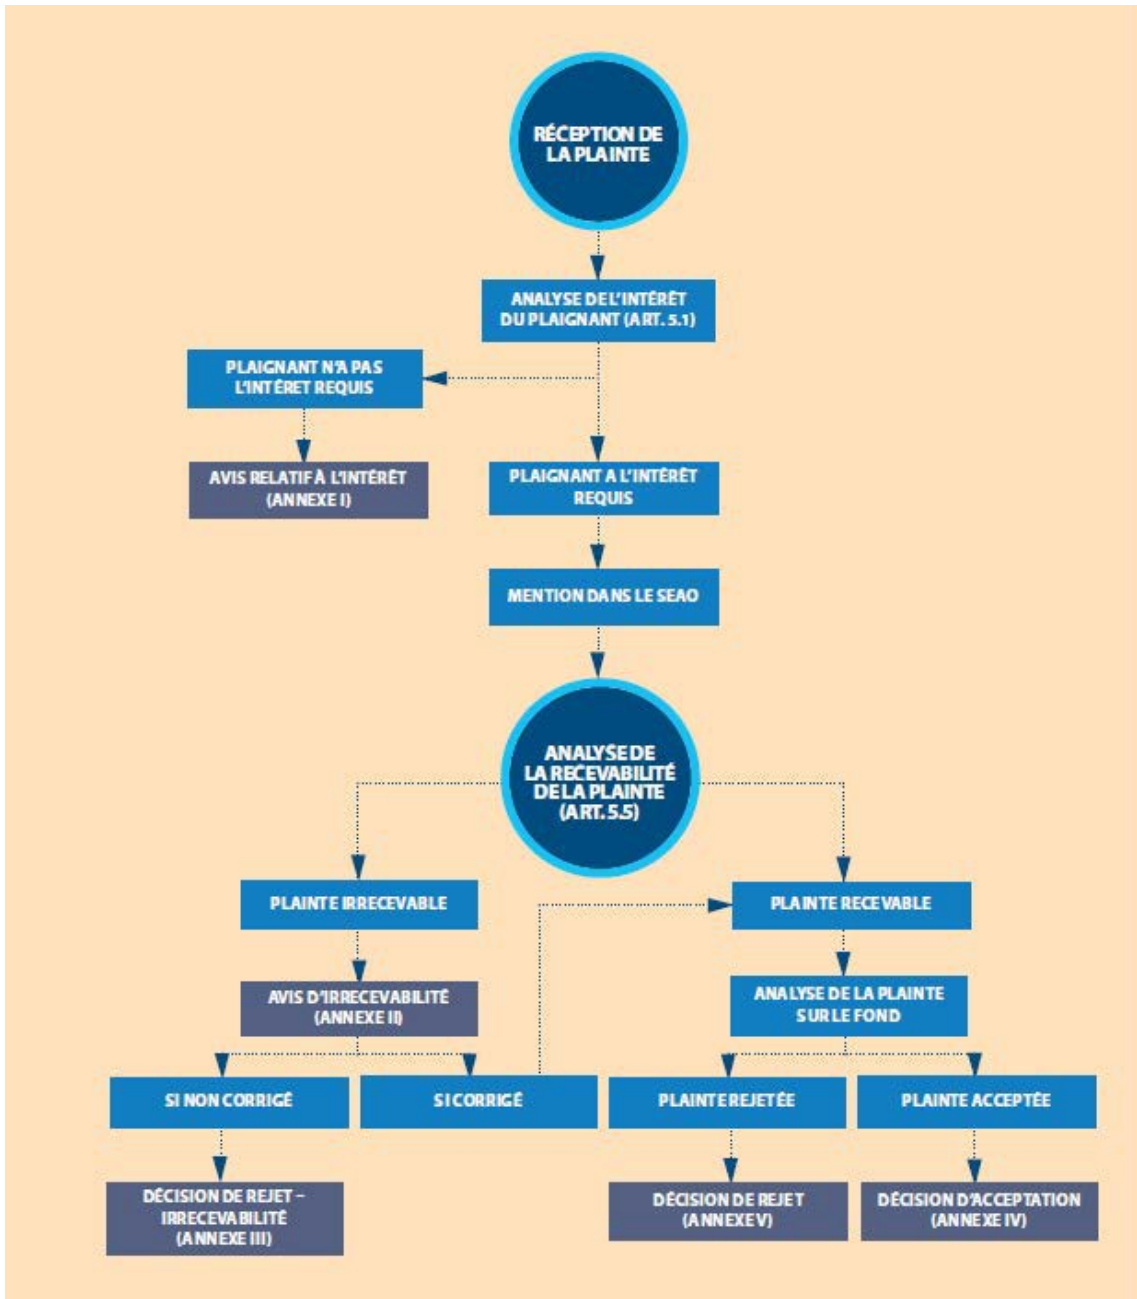 RÉCEPTION DE
LA PLAINTE
ANALYSE DE L'INTÉRÊT
DU PLAIGNANT (ART. 5.1)
PLAIGNANT N'A PAS
L'INTÉRET REQUIS
AVIS RELATIF À L'INTÉRÊT
(ANNEXE I)
PLAIGNANT A L'INTÉRÊT
REQUIS
MENTION DANS LE SEAO
ANALYSE DE
LA RECEVABILITÉ
DE LA PLAINTE
(ART. 5.5)
PLAINTE IRRECEVABLE
PLAINTE RECEVABLE
AVIS D'IRRECEVABILITÉ
(ANNEXE II)
ANALYSE DE LA PLAINTE
SUR LE FOND
SI NON CORRIGÉ
SI CORRIGÉ
PLAINTE REJETÉE
PLAINTE ACCEPTÉE
DÉCISION DE REJET –
IRRECEVABILITÉ
(ANNEXE III)
DÉCISION DE REJET
(ANNEXE V)
DÉCISION D'ACCEPTATION
(ANNEXE IV)